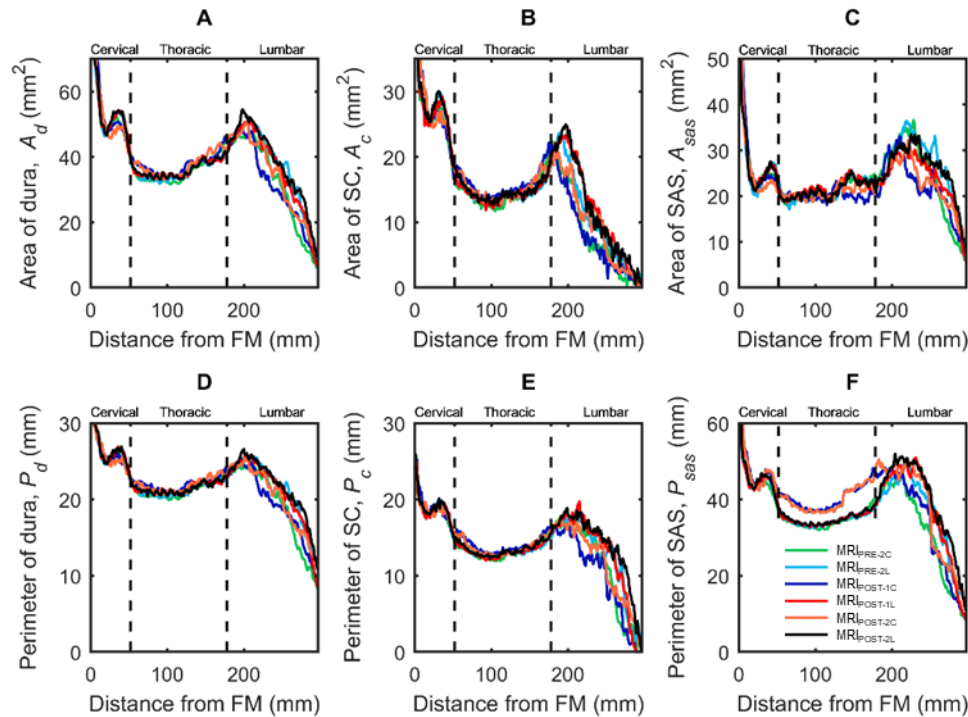 A
B
C
Cervical Thoracic Lumbar
Cervical Thoracic Lumbar
Cervical Thoracic Lumbar
Area of dura, A_d (mm²)
60
40
20
0
0 100 200
Distance from FM (mm)
Area of SC, A_c (mm²)
30
20
10
0
0 100 200
Distance from FM (mm)
Area of SAS, A_sas (mm²)
50
40
30
20
10
0
0 100 200
Distance from FM (mm)
D
E
F
Cervical Thoracic Lumbar
Cervical Thoracic Lumbar
Cervical Thoracic Lumbar
Perimeter of dura, P_d (mm)
30
20
10
0
0 100 200
Distance from FM (mm)
Perimeter of SC, P_c (mm)
30
20
10
0
0 100 200
Distance from FM (mm)
Perimeter of SAS, P_sas (mm)
60
40
20
0
0 100 200
Distance from FM (mm)
MRI_PRE-2C
MRI_PRE-2L
MRI_POST-1C
MRI_POST-1L
MRI_POST-2C
MRI_POST-2L